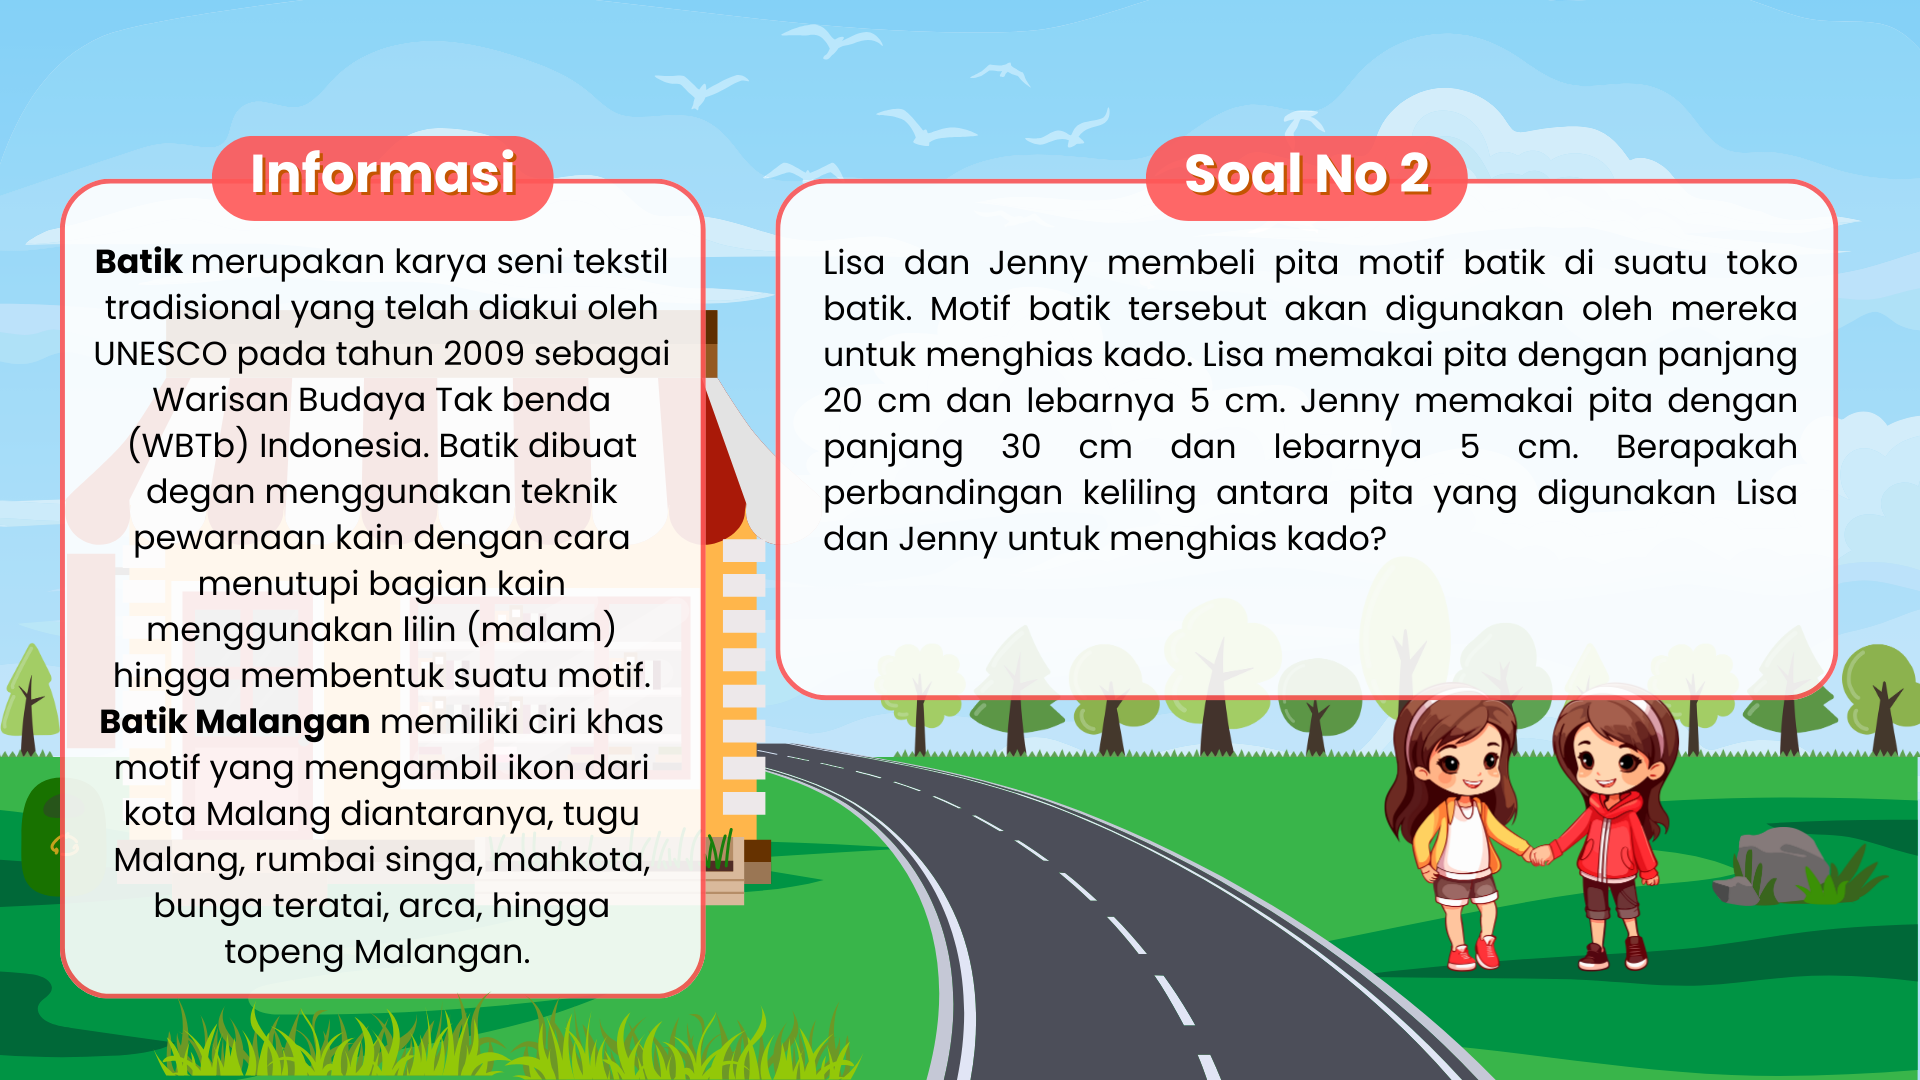 Informasi
Batik merupakan karya seni tekstil
tradisional yang telah diakui oleh
UNESCO pada tahun 2009 sebagai
Warisan Budaya Tak benda
(WBTb) Indonesia. Batik dibuat
degan menggunakan teknik
pewarnaan kain dengan cara
menutupi bagian kain
menggunakan lilin (malam)
hingga membentuk suatu motif.
Batik Malangan memiliki ciri khas
motif yang mengambil ikon dari
kota Malang diantaranya, tugu
Malang, rumbai singa, mahkota,
bunga teratai, arca, hingga
topeng Malangan.
Soal No 2
Lisa dan Jenny membeli pita motif batik di suatu toko
batik. Motif batik tersebut akan digunakan oleh mereka
untuk menghias kado. Lisa memakai pita dengan panjang
20 cm dan lebarnya 5 cm. Jenny memakai pita dengan
panjang 30 cm dan lebarnya 5 cm. Berapakah
perbandingan keliling antara pita yang digunakan Lisa
dan Jenny untuk menghias kado?